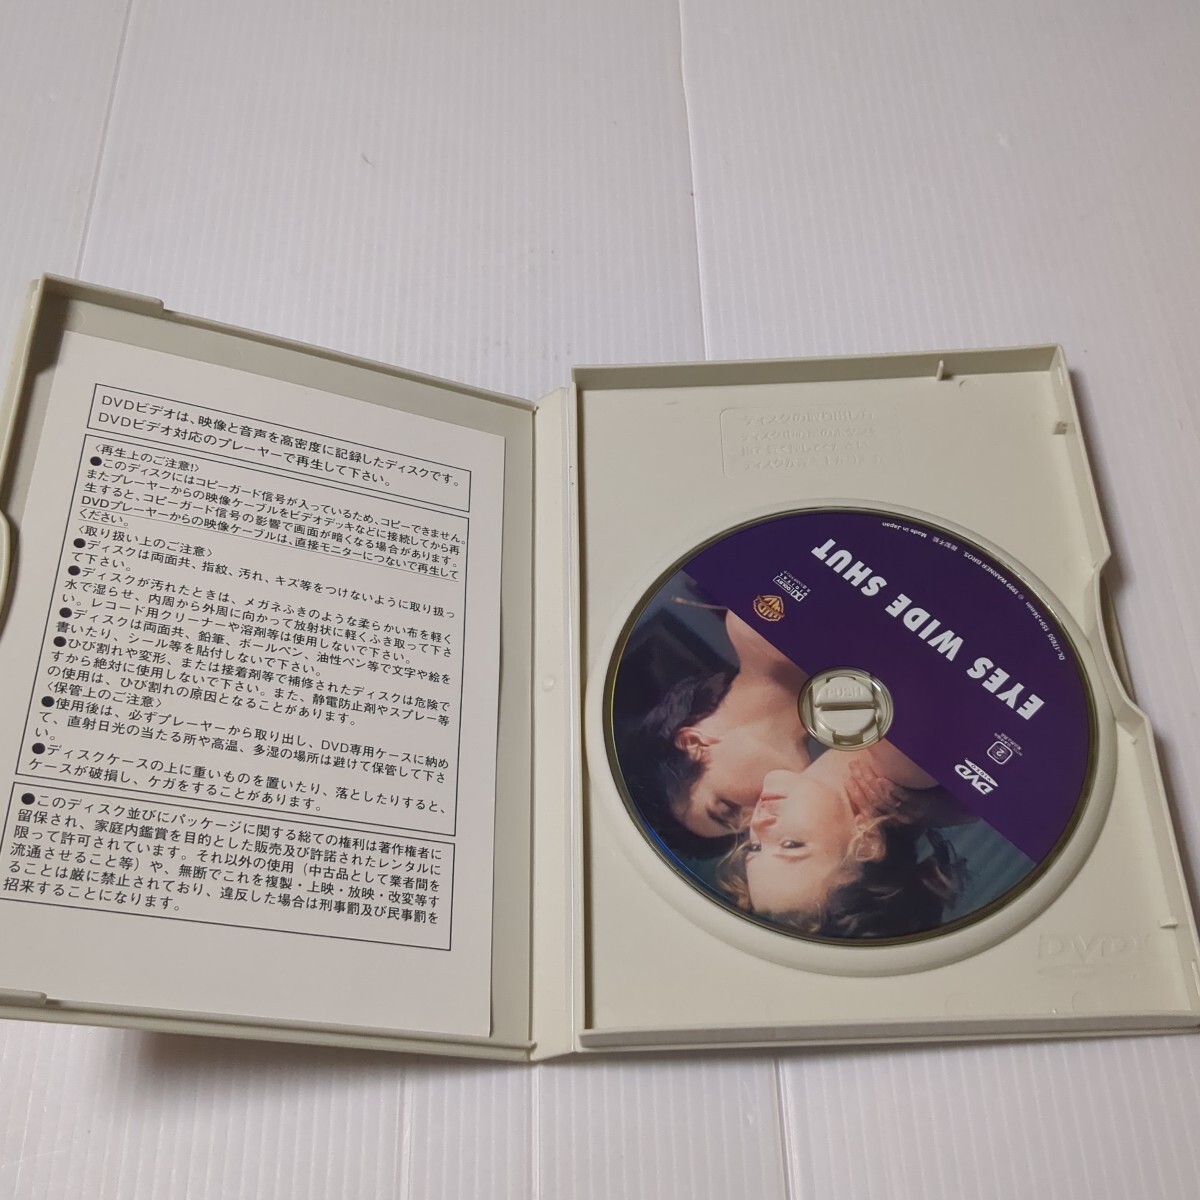 DVDビデオは、映像と音声を高密度に記録したディスクです。
DVDビデオ対応のプレーヤーで再生して下さい。
〈再生上のご注意!〉
●このディスクにはコピーガード信号が入っているため、コピーできません。
またプレーヤーからの映像ケーブルをビデオデッキなどに接続してから再
生すると、コピーガード信号の影響で画面が暗くなる場合があります。
DVDプレーヤーからの映像ケーブルは、直接モニターにつないで再生して
ください。
〈取り扱い上のご注意〉
●ディスクは両面共、指紋、汚れ、キズ等をつけないように取り扱っ
て下さい。
●ディスクが汚れたときは、メガネふきのような柔らかい布を軽く
水で湿らせ、内周から外周に向かって放射状に軽くふき取って下さ
い。レコード用クリーナーや溶剤等は使用しないで下さい。
●ディスクは両面共、鉛筆、ボールペン、油性ペン等で文字や絵を
書いたり、シール等を貼付しないで下さい。
●ひび割れや変形、または接着剤等で補修されたディスクは危険で
すから絶対に使用しないで下さい。また、静電防止剤やスプレー等
の使用は、ひび割れの原因となることがあります。
〈保管上のご注意〉
●使用後は、必ずプレーヤーから取り出し、DVD専用ケースに納め
て、直射日光の当たる所や高温、多湿の場所は避けて保管して下さ
い。
●ディスクケースの上に重いものを置いたり、落としたりすると、
ケースが破損し、ケガをすることがあります。
●このディスク並びにパッケージに関する総ての権利は著作権者に
留保され、家庭内鑑賞を目的とした販売及び許諾されたレンタルに
限って許可されています。それ以外の使用(中古品として業者間を
流通させること等)や、無断でこれを複製・上映・放映・改変等す
ることは厳に禁止されており、違反した場合は刑事罰及び民事罰を
招来することになります。
EYES WIDE SHUT
DL-17655 159+36min
© 1999 WARNER BROS. 複製不能 Made in Japan
DOLBY
DIGITAL
DVD
VIDEO
2
PUSH
DVD